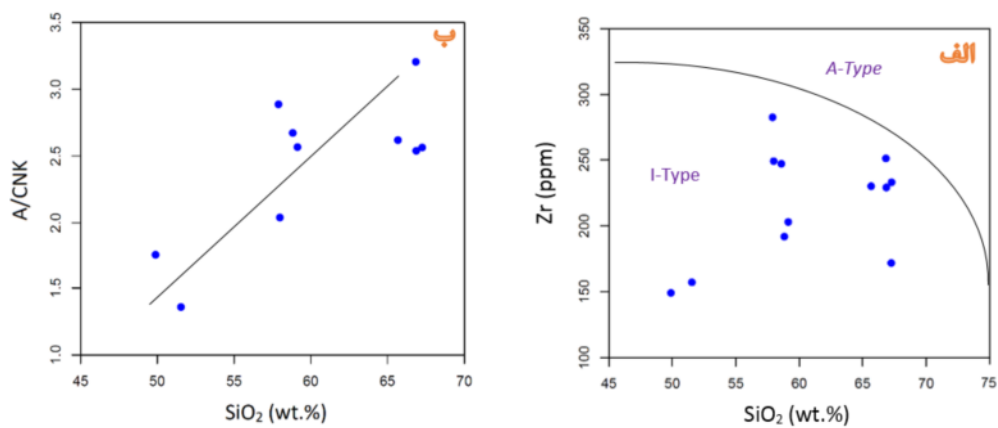 ب
A/CNK
3.5
3.0
2.5
2.0
1.5
1.0
45 50 55 60 65 70
SiO₂ (wt.%)
الف
A-Type
I-Type
Zr (ppm)
350
300
250
200
150
100
45 50 55 60 65 70 75
SiO₂ (wt.%)